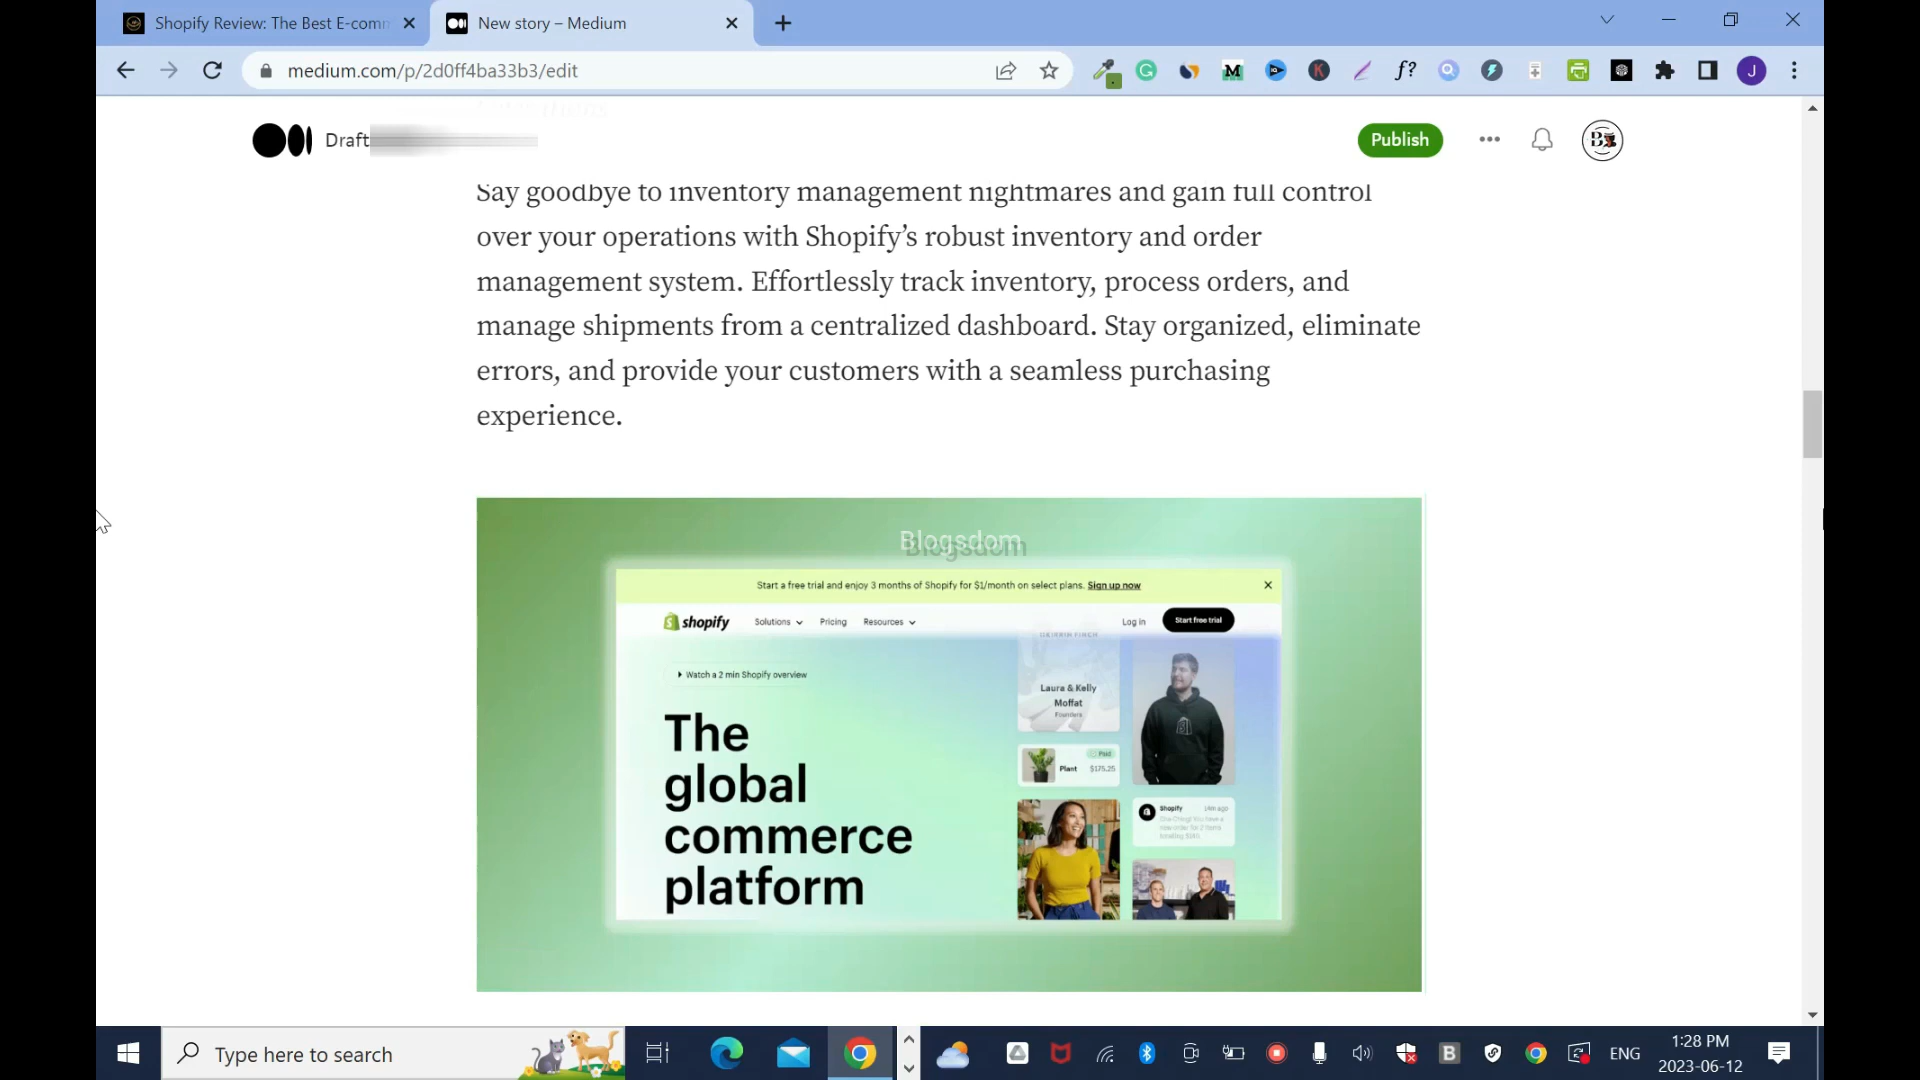 Shopify Review: The Best E-comm
New story – Medium
medium.com/p/2d0ff4ba33b3/edit
Draft
Publish
Say goodbye to inventory management nightmares and gain full control
over your operations with Shopify’s robust inventory and order
management system. Effortlessly track inventory, process orders, and
manage shipments from a centralized dashboard. Stay organized, eliminate
errors, and provide your customers with a seamless purchasing
experience.
Blogsdom
Blogsdom
Start a free trial and enjoy 3 months of Shopify for $1/month on select plans. Sign up now
shopify Solutions Pricing Resources Log in Start free trial
Watch a 2 min Shopify overview
Laura & Kelly
Moffat
Founders
The
global
commerce
platform
Paid
Plant $175.25
Shopify
Type here to search
ENG
1:28 PM
2023-06-12